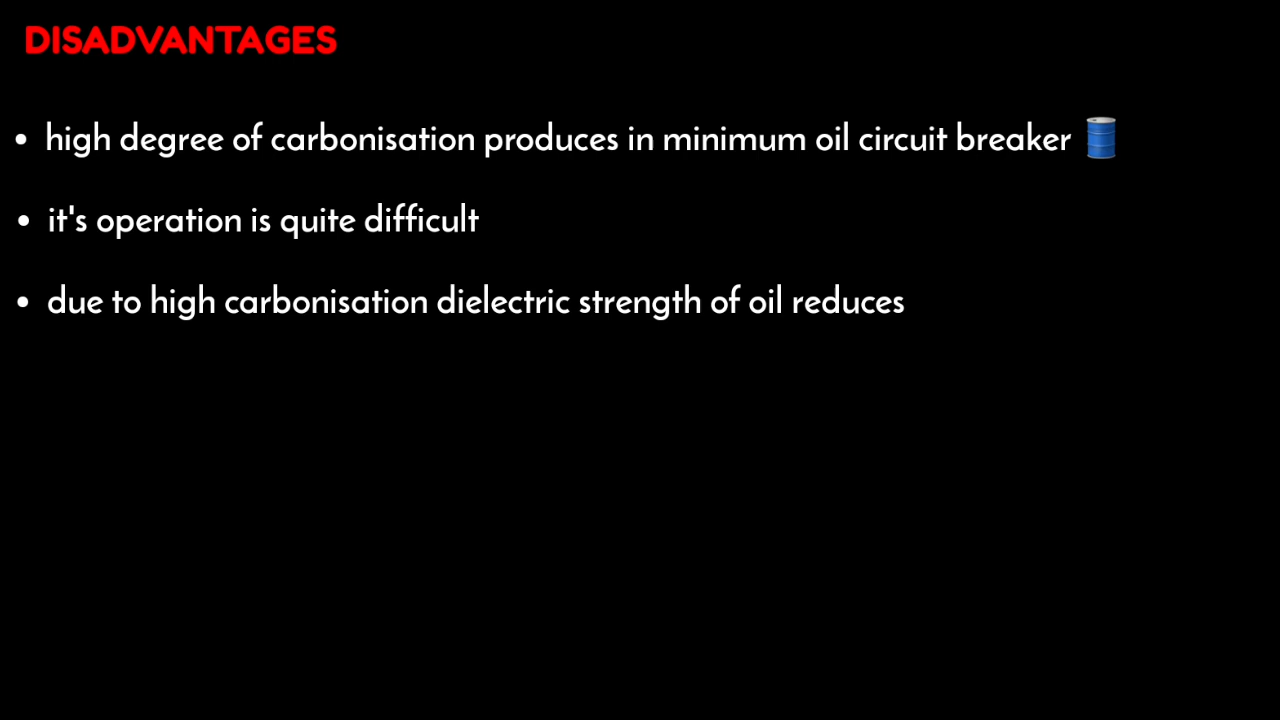 DISADVANTAGES
• high degree of carbonisation produces in minimum oil circuit breaker 🛢️
• it's operation is quite difficult
• due to high carbonisation dielectric strength of oil reduces